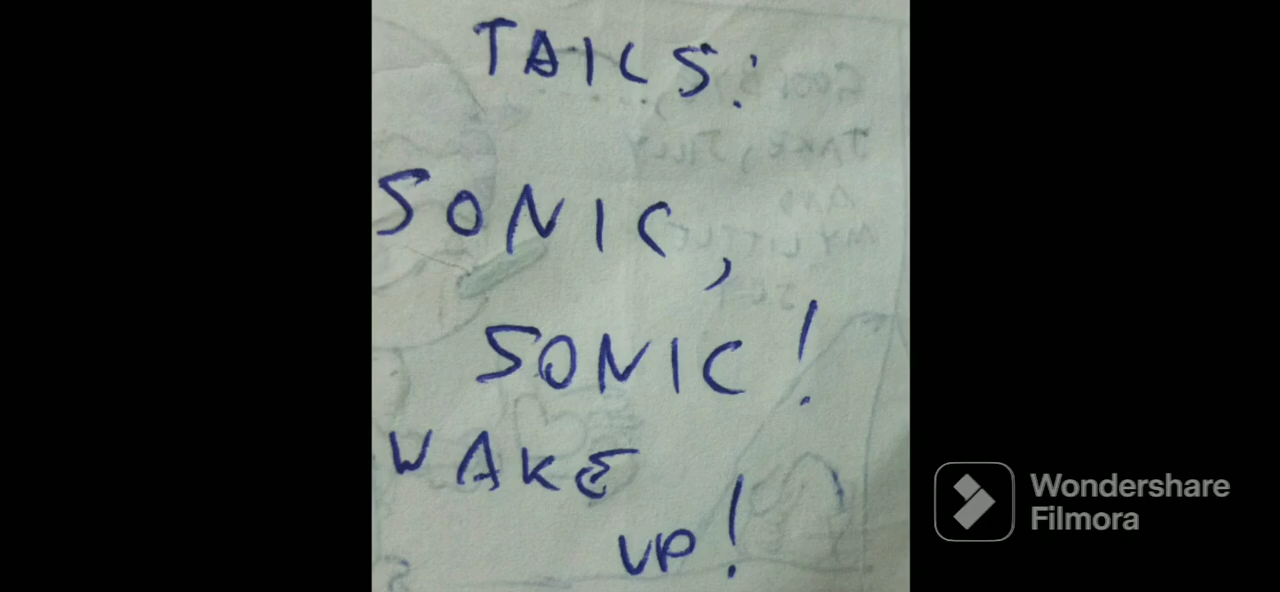 TAILS:
SONIC,
SONIC!
WAKE
UP!
Wondershare
Filmora